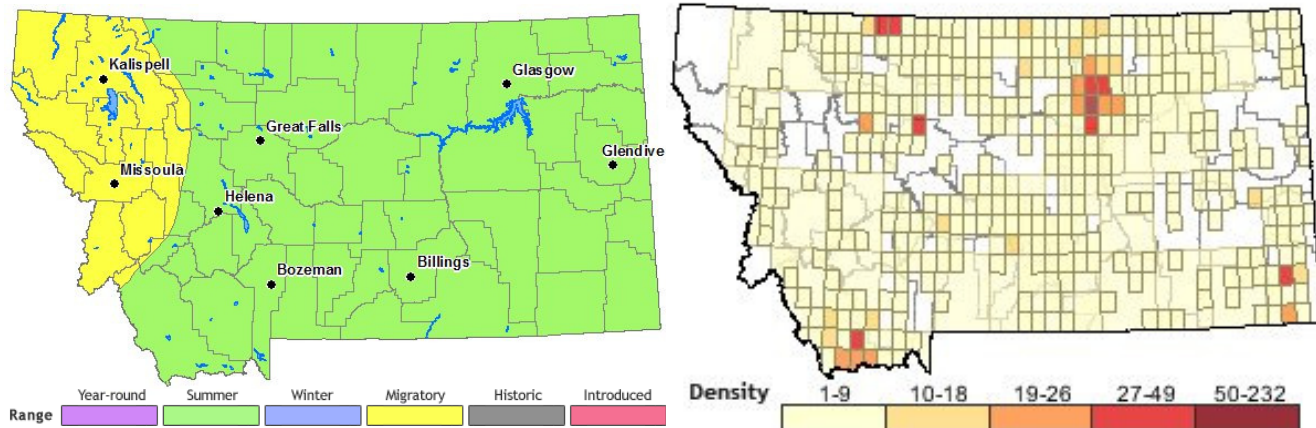 Kalispell
Glasgow
Great Falls
Glendive
Missoula
Helena
Bozeman
Billings
Year-round Summer Winter Migratory Historic Introduced
Range
Density 1-9 10-18 19-26 27-49 50-232